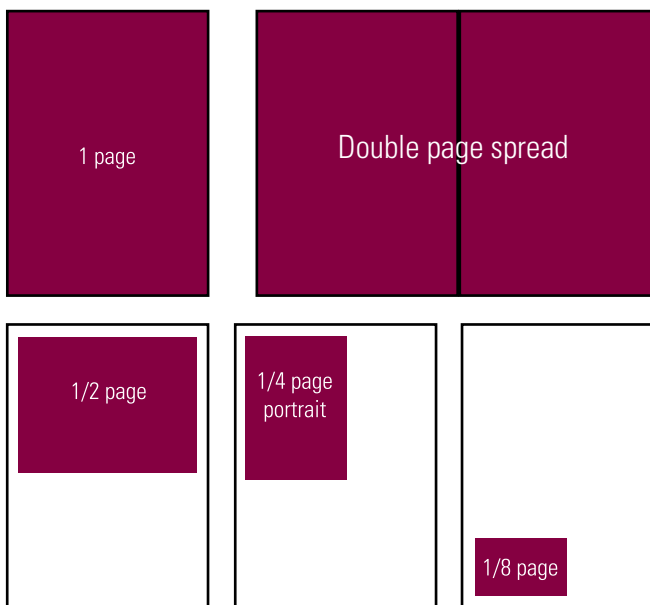 1 page
Double page spread
1/2 page
1/4 page
portrait
1/8 page